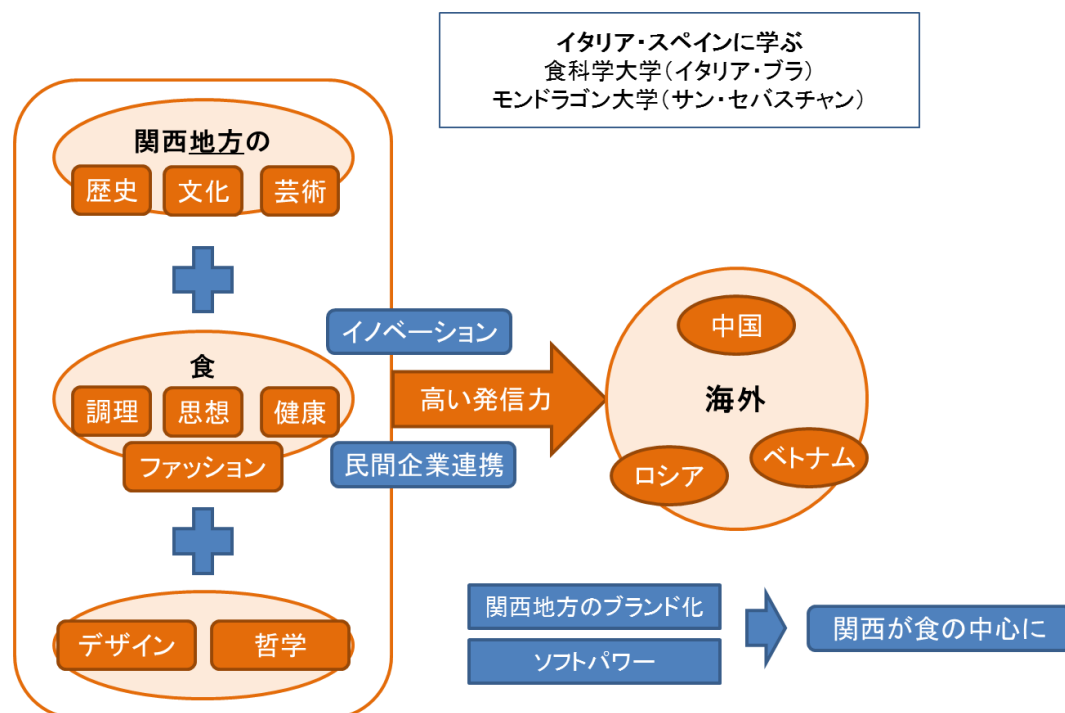 イタリア・スペインに学ぶ
食科学大学(イタリア・ブラ)
モンドラゴン大学(サン・セバスチャン)
関西地方の
歴史
文化
芸術
食
調理
思想
健康
ファッション
デザイン
哲学
イノベーション
高い発信力
民間企業連携
中国
海外
ロシア
ベトナム
関西地方のブランド化
ソフトパワー
関西が食の中心に